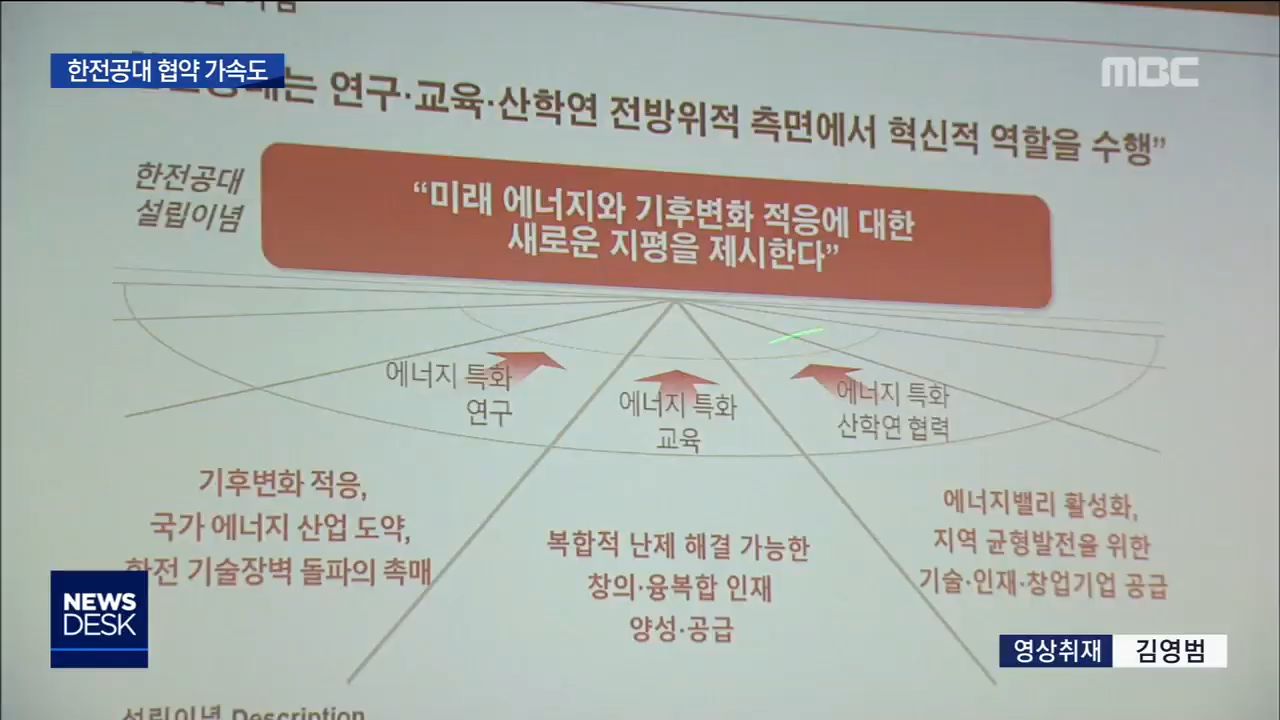 한전공대 협약 가속도
MBC
연구·교육·산학연 전방위적 측면에서 혁신적 역할을 수행”
한전공대
설립이념
“미래 에너지와 기후변화 적응에 대한
새로운 지평을 제시한다”
에너지 특화
연구
에너지 특화
교육
에너지 특화
산학연 협력
기후변화 적응,
국가 에너지 산업 도약,
한전 기술장벽 돌파의 촉매
복합적 난제 해결 가능한
창의·융복합 인재
양성·공급
에너지밸리 활성화,
지역 균형발전을 위한
기술·인재·창업기업 공급
NEWS
DESK
영상취재 김영범
설립이념 Description